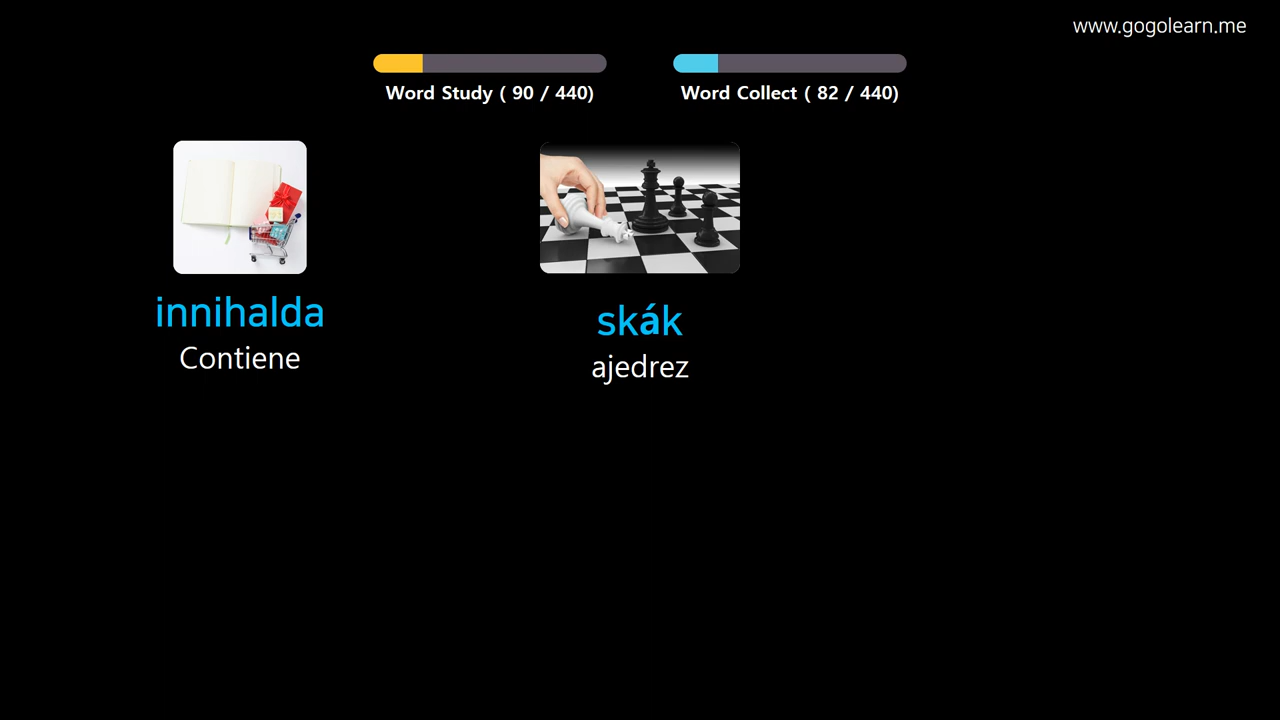 www.gogolearn.me
Word Study ( 90 / 440)
Word Collect ( 82 / 440)
innihalda
Contiene
skák
ajedrez